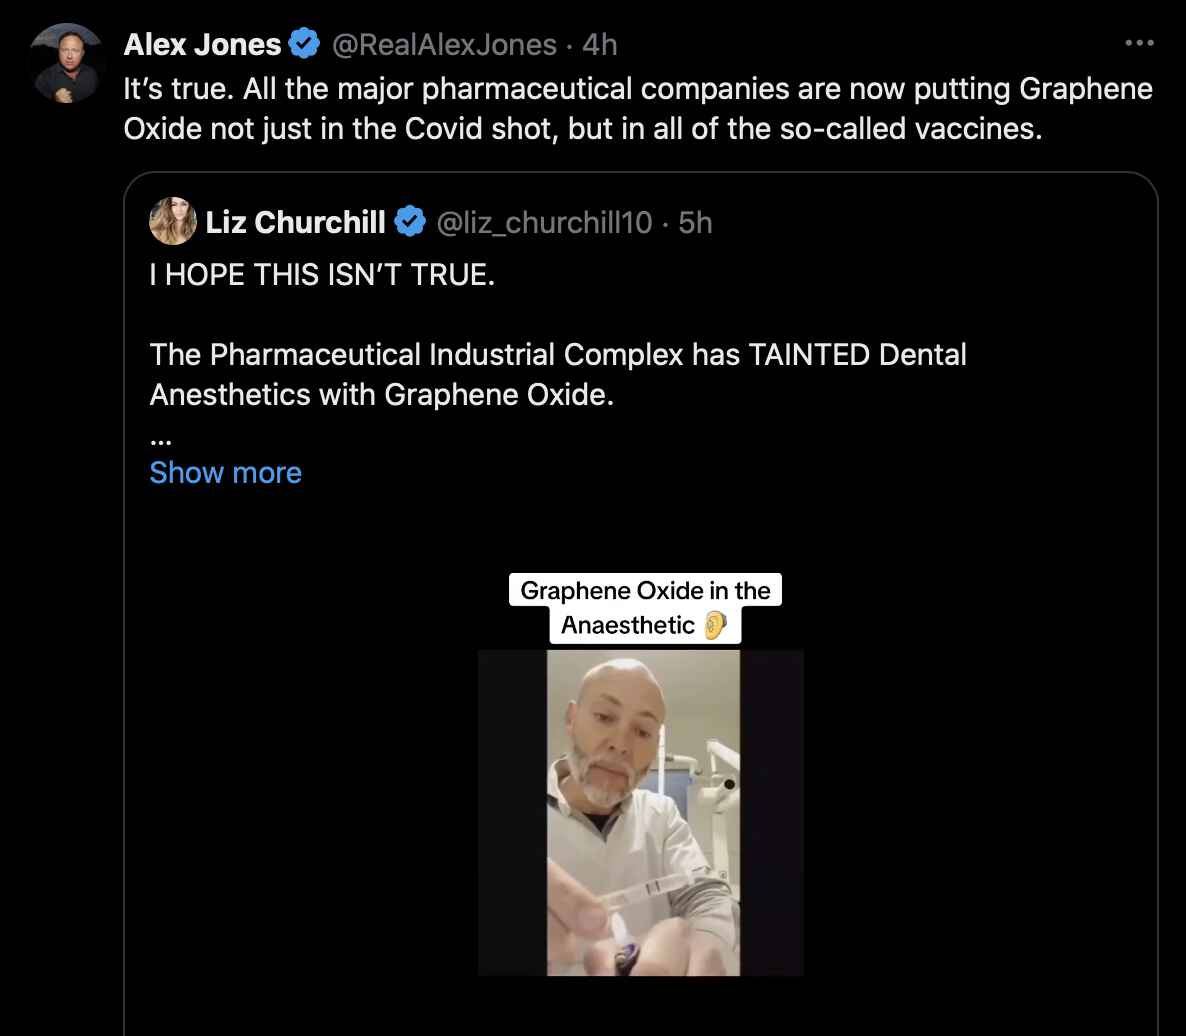 Alex Jones @RealAlexJones · 4h
It’s true. All the major pharmaceutical companies are now putting Graphene
Oxide not just in the Covid shot, but in all of the so-called vaccines.
Liz Churchill @liz_churchill10 · 5h
I HOPE THIS ISN’T TRUE.
The Pharmaceutical Industrial Complex has TAINTED Dental
Anesthetics with Graphene Oxide.
...
Show more
Graphene Oxide in the
Anaesthetic 🦻